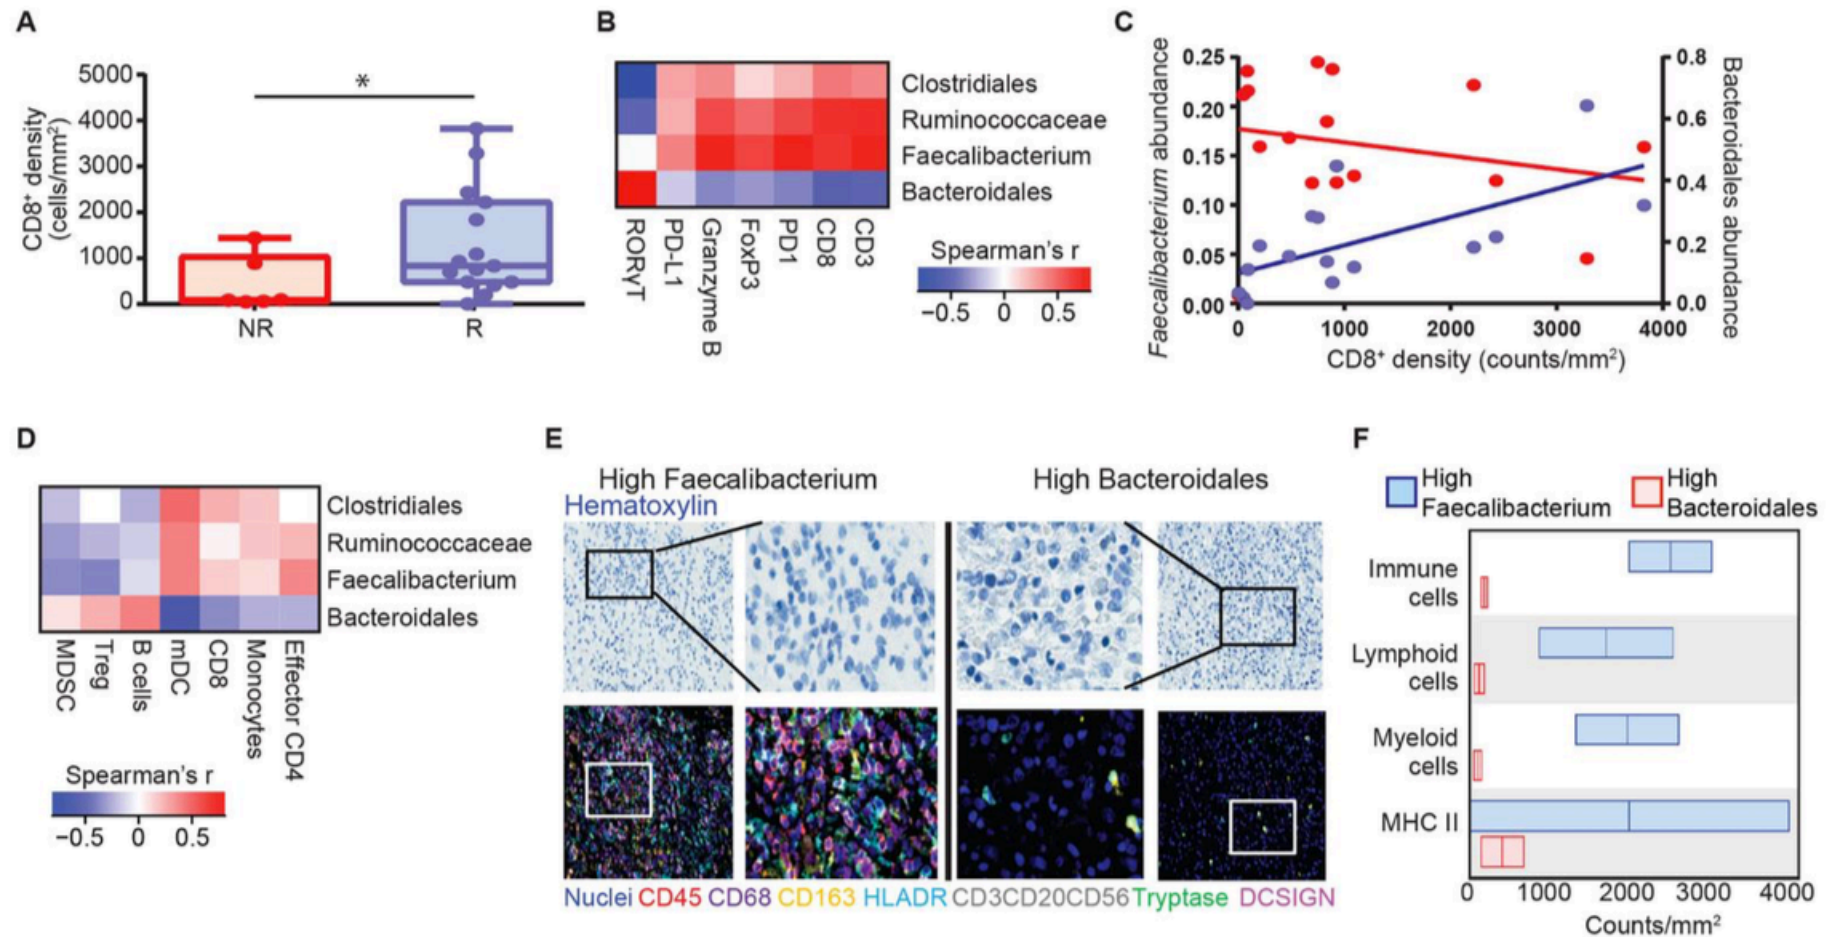 A
CD8⁺ density
(cells/mm²)
5000
4000
3000
2000
1000
0
*
NR
R
B
Clostridiales
Ruminococcaceae
Faecalibacterium
Bacteroidales
RORγT
PD-L1
Granzyme B
FoxP3
PD1
CD8
CD3
Spearman's r
−0.5 0 0.5
C
Faecalibacterium abundance
0.25
0.20
0.15
0.10
0.05
0.00
0.8
0.6
0.4
0.2
0.0
Bacteroidales abundance
0 1000 2000 3000 4000
CD8⁺ density (counts/mm²)
D
Clostridiales
Ruminococcaceae
Faecalibacterium
Bacteroidales
MDSC
Treg
B cells
mDC
CD8
Monocytes
Effector CD4
Spearman's r
−0.5 0 0.5
E
High Faecalibacterium
High Bacteroidales
Hematoxylin
Nuclei CD45 CD68 CD163 HLADR CD3CD20CD56 Tryptase DCSIGN
F
High
Faecalibacterium
High
Bacteroidales
Immune
cells
Lymphoid
cells
Myeloid
cells
MHC II
0 1000 2000 3000 4000
Counts/mm²